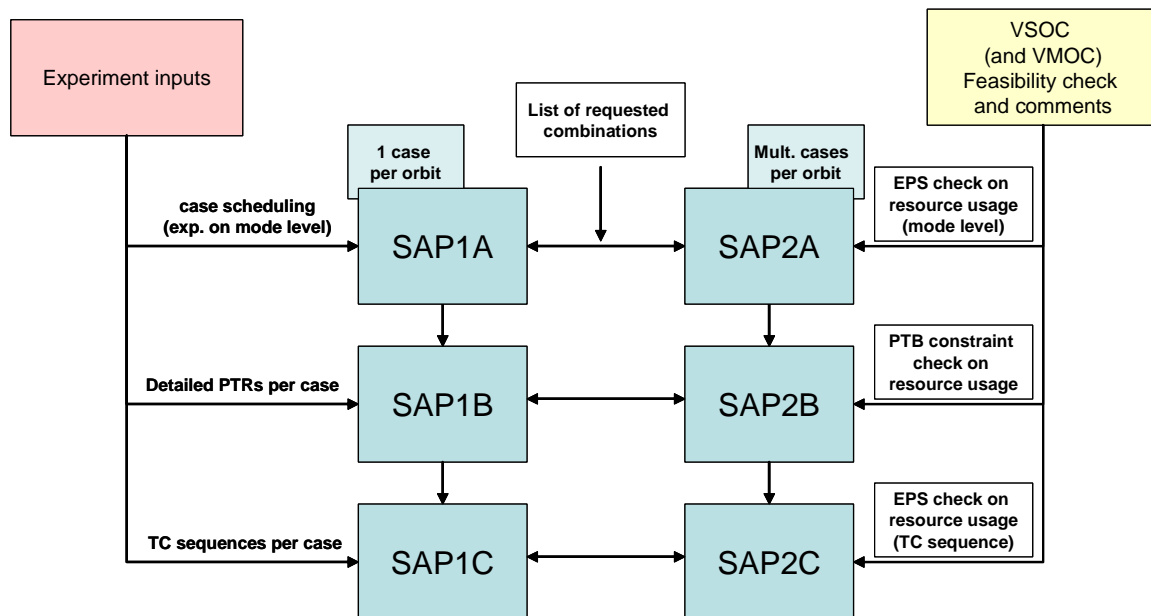 Experiment inputs
VSOC
(and VMOC)
Feasibility check
and comments
List of requested
combinations
1 case
per orbit
Mult. cases
per orbit
case scheduling
(exp. on mode level)
SAP1A
SAP2A
EPS check on
resource usage
(mode level)
Detailed PTRs per case
SAP1B
SAP2B
PTB constraint
check on
resource usage
TC sequences per case
SAP1C
SAP2C
EPS check on
resource usage
(TC sequence)